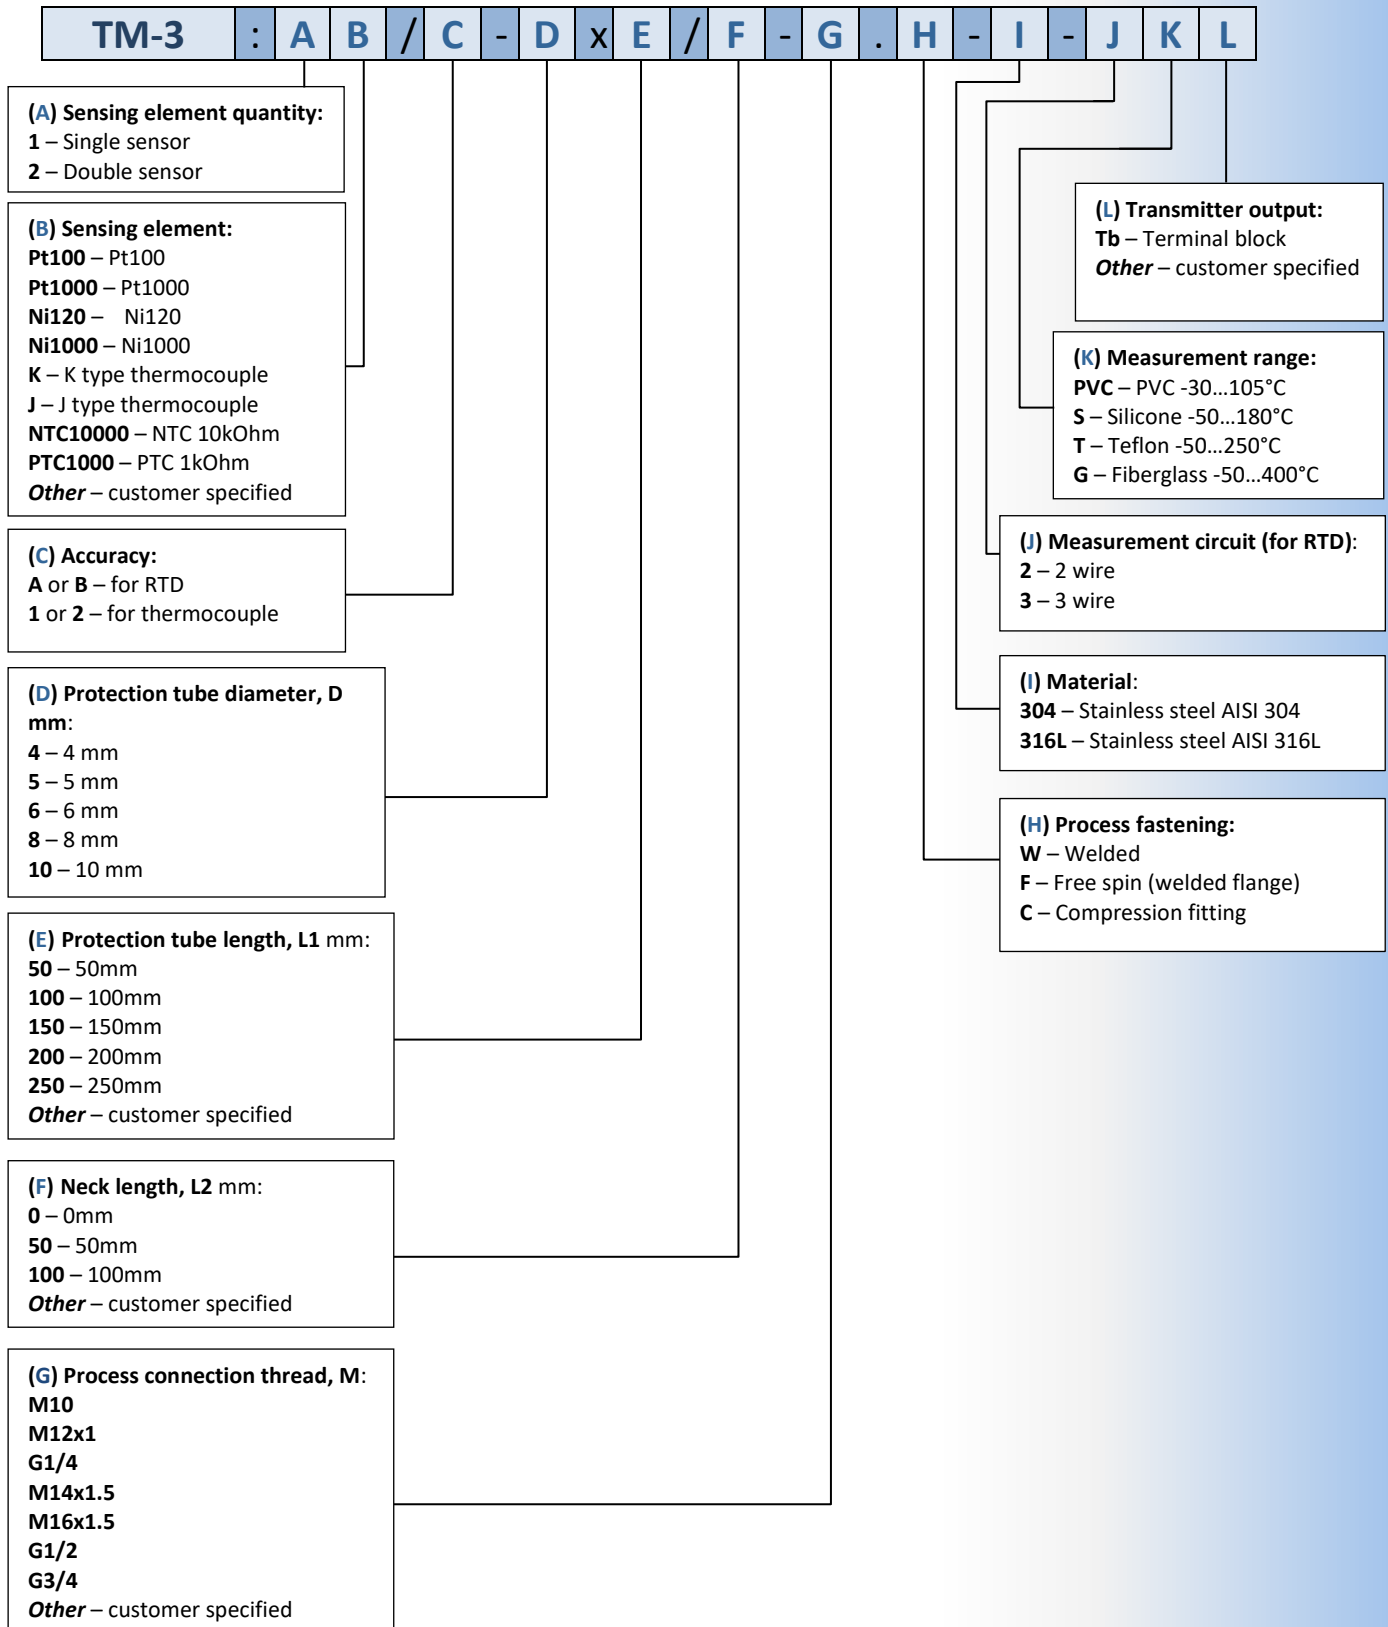 TM-3 : A B / C - D x E / F - G . H - I - J K L
(A) Sensing element quantity:
1 – Single sensor
2 – Double sensor
(B) Sensing element:
Pt100 – Pt100
Pt1000 – Pt1000
Ni120 – Ni120
Ni1000 – Ni1000
K – K type thermocouple
J – J type thermocouple
NTC10000 – NTC 10kOhm
PTC1000 – PTC 1kOhm
Other – customer specified
(C) Accuracy:
A or B – for RTD
1 or 2 – for thermocouple
(D) Protection tube diameter, D
mm:
4 – 4 mm
5 – 5 mm
6 – 6 mm
8 – 8 mm
10 – 10 mm
(E) Protection tube length, L1 mm:
50 – 50mm
100 – 100mm
150 – 150mm
200 – 200mm
250 – 250mm
Other – customer specified
(F) Neck length, L2 mm:
0 – 0mm
50 – 50mm
100 – 100mm
Other – customer specified
(G) Process connection thread, M:
M10
M12x1
G1/4
M14x1.5
M16x1.5
G1/2
G3/4
Other – customer specified
(L) Transmitter output:
Tb – Terminal block
Other – customer specified
(K) Measurement range:
PVC – PVC -30...105°C
S – Silicone -50...180°C
T – Teflon -50...250°C
G – Fiberglass -50...400°C
(J) Measurement circuit (for RTD):
2 – 2 wire
3 – 3 wire
(I) Material:
304 – Stainless steel AISI 304
316L – Stainless steel AISI 316L
(H) Process fastening:
W – Welded
F – Free spin (welded flange)
C – Compression fitting